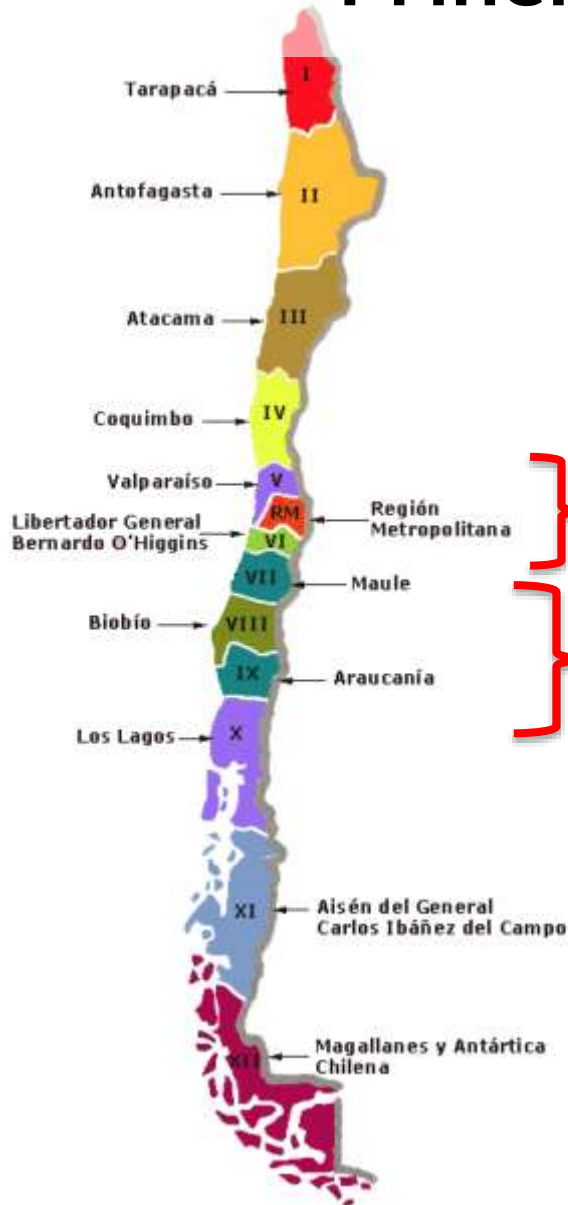 I
Tarapacá
Antofagasta
II
Atacama
III
Coquimbo
IV
Valparaíso
V
RM
Región
Metropolitana
Libertador General
Bernardo O'Higgins
VI
VII
Maule
Biobío
VIII
IX
Araucanía
Los Lagos
X
XI
Aisén del General
Carlos Ibáñez del Campo
XII
Magallanes y Antártica
Chilena